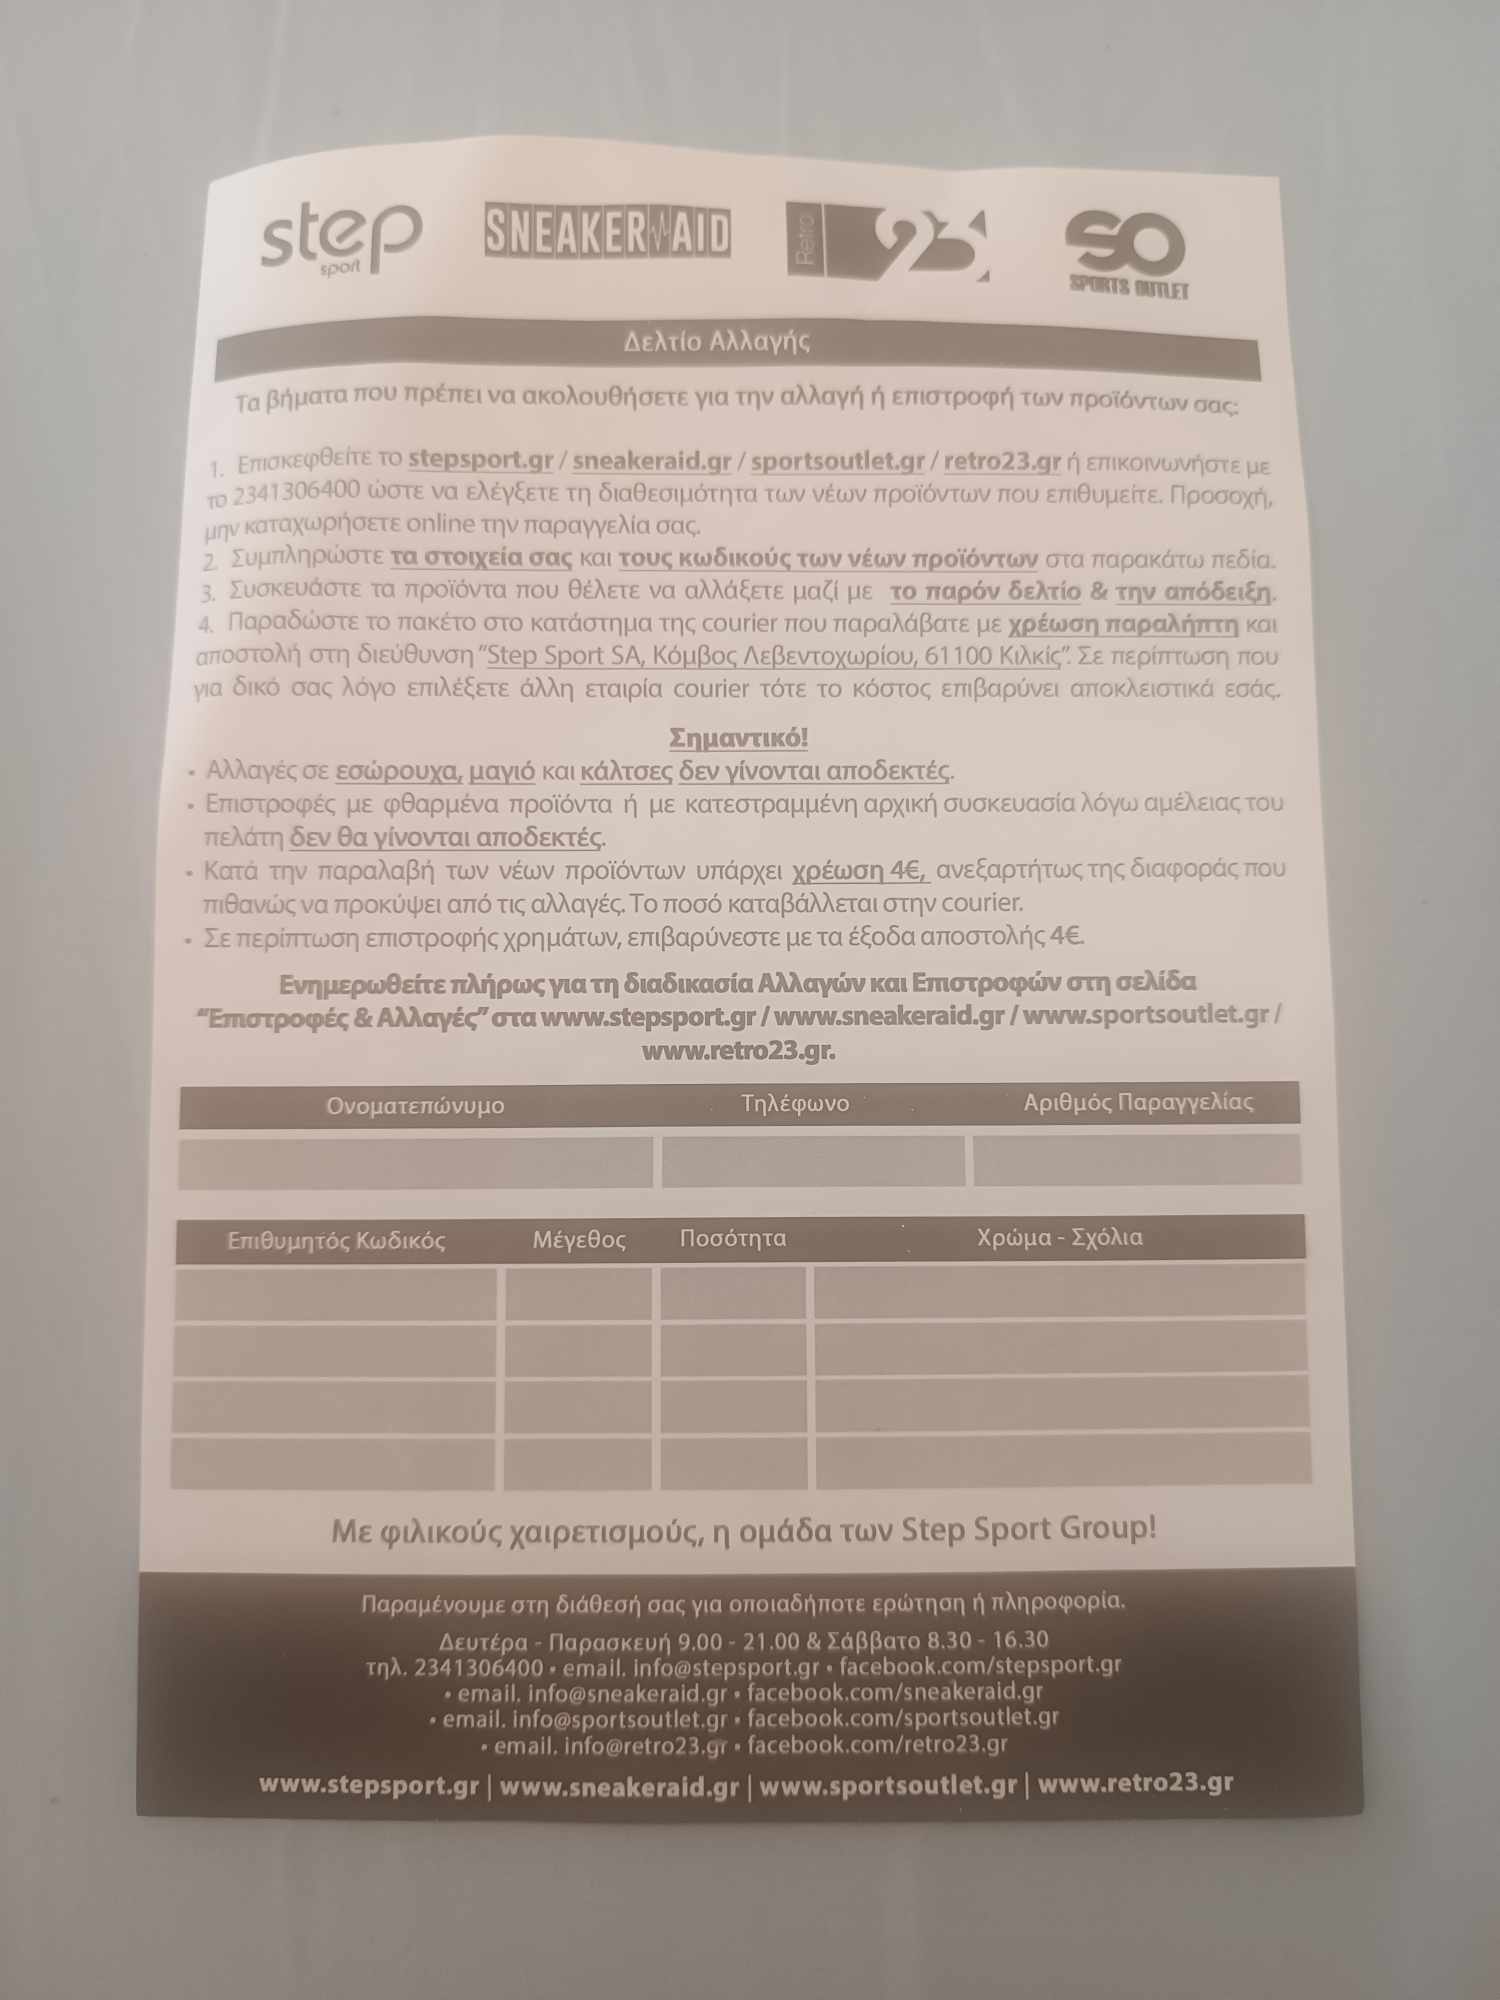 step sport
SNEAKER AID
Retro 23
SO SPORTS OUTLET
Δελτίο Αλλαγής
Τα βήματα που πρέπει να ακολουθήσετε για την αλλαγή ή επιστροφή των προϊόντων σας:
1. Επισκεφθείτε το stepsport.gr / sneakeraid.gr / sportsoutlet.gr / retro23.gr ή επικοινωνήστε με
το 2341306400 ώστε να ελέγξετε τη διαθεσιμότητα των νέων προϊόντων που επιθυμείτε. Προσοχή,
μην καταχωρήσετε online την παραγγελία σας.
2. Συμπληρώστε τα στοιχεία σας και τους κωδικούς των νέων προϊόντων στα παρακάτω πεδία.
3. Συσκευάστε τα προϊόντα που θέλετε να αλλάξετε μαζί με το παρόν δελτίο & την απόδειξη.
4. Παραδώστε το πακέτο στο κατάστημα της courier που παραλάβατε με χρέωση παραλήπτη και
αποστολή στη διεύθυνση “Step Sport SA, Κόμβος Λεβεντοχωρίου, 61100 Κιλκίς”. Σε περίπτωση που
για δικό σας λόγο επιλέξετε άλλη εταιρία courier τότε το κόστος επιβαρύνει αποκλειστικά εσάς.
Σημαντικό!
• Αλλαγές σε εσώρουχα, μαγιό και κάλτσες δεν γίνονται αποδεκτές.
• Επιστροφές με φθαρμένα προϊόντα ή με κατεστραμμένη αρχική συσκευασία λόγω αμέλειας του
πελάτη δεν θα γίνονται αποδεκτές.
• Κατά την παραλαβή των νέων προϊόντων υπάρχει χρέωση 4€, ανεξαρτήτως της διαφοράς που
πιθανώς να προκύψει από τις αλλαγές. Το ποσό καταβάλλεται στην courier.
• Σε περίπτωση επιστροφής χρημάτων, επιβαρύνεστε με τα έξοδα αποστολής 4€.
Ενημερωθείτε πλήρως για τη διαδικασία Αλλαγών και Επιστροφών στη σελίδα
“Επιστροφές & Αλλαγές” στα www.stepsport.gr / www.sneakeraid.gr / www.sportsoutlet.gr /
www.retro23.gr.
Ονοματεπώνυμο Τηλέφωνο Αριθμός Παραγγελίας
Επιθυμητός Κωδικός Μέγεθος Ποσότητα Χρώμα - Σχόλια
Με φιλικούς χαιρετισμούς, η ομάδα των Step Sport Group!
Παραμένουμε στη διάθεσή σας για οποιαδήποτε ερώτηση ή πληροφορία.
Δευτέρα - Παρασκευή 9.00 - 21.00 & Σάββατο 8.30 - 16.30
τηλ. 2341306400 • email. info@stepsport.gr • facebook.com/stepsport.gr
• email. info@sneakeraid.gr • facebook.com/sneakeraid.gr
• email. info@sportsoutlet.gr • facebook.com/sportsoutlet.gr
• email. info@retro23.gr • facebook.com/retro23.gr
www.stepsport.gr | www.sneakeraid.gr | www.sportsoutlet.gr | www.retro23.gr